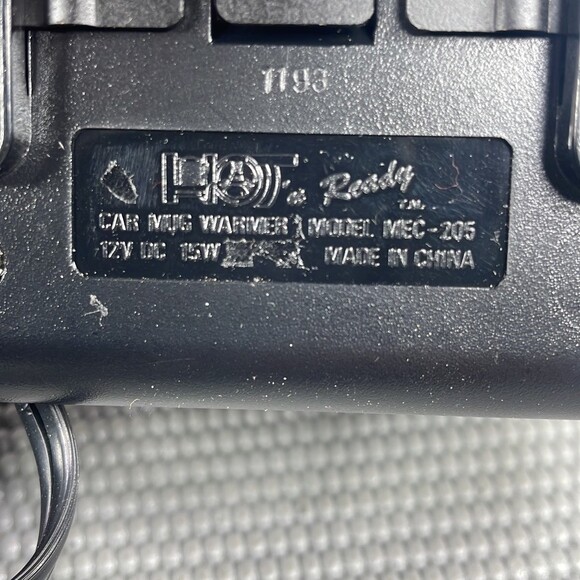 1193
HOT 'n Ready T.M.
CAR MUG WARMER MODEL MEC-205
12V DC 15W MADE IN CHINA